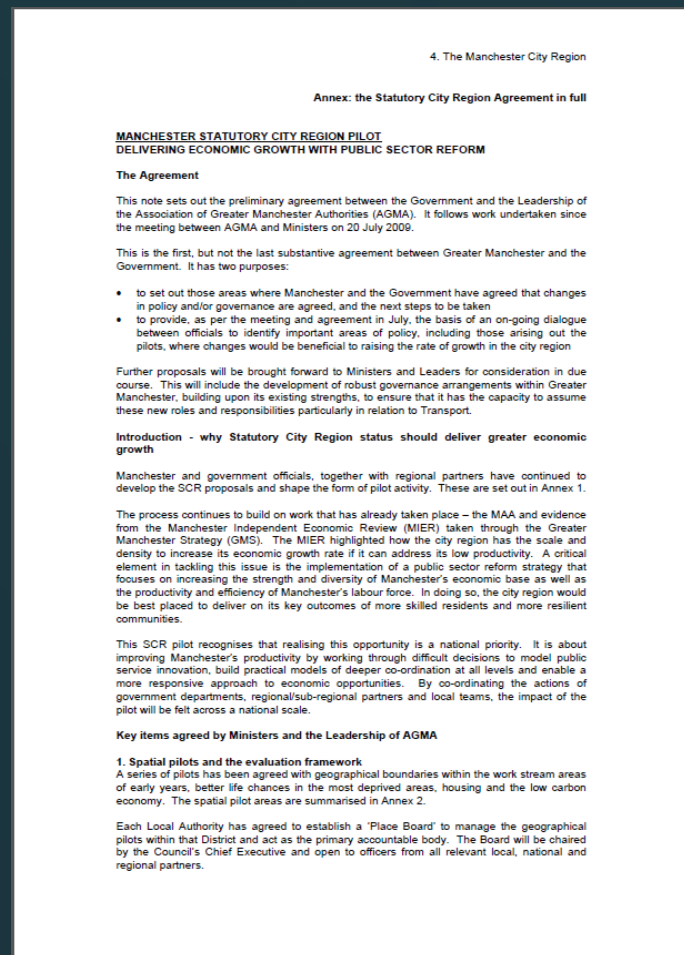 4. The Manchester City Region
Annex: the Statutory City Region Agreement in full
MANCHESTER STATUTORY CITY REGION PILOT
DELIVERING ECONOMIC GROWTH WITH PUBLIC SECTOR REFORM
The Agreement
This note sets out the preliminary agreement between the Government and the Leadership of
the Association of Greater Manchester Authorities (AGMA). It follows work undertaken since
the meeting between AGMA and Ministers on 20 July 2009.
This is the first, but not the last substantive agreement between Greater Manchester and the
Government. It has two purposes:
• to set out those areas where Manchester and the Government have agreed that changes
in policy and/or governance are agreed, and the next steps to be taken
• to provide, as per the meeting and agreement in July, the basis of an on-going dialogue
between officials to identify important areas of policy, including those arising out the
pilots, where changes would be beneficial to raising the rate of growth in the city region
Further proposals will be brought forward to Ministers and Leaders for consideration in due
course. This will include the development of robust governance arrangements within Greater
Manchester, building upon its existing strengths, to ensure that it has the capacity to assume
these new roles and responsibilities particularly in relation to Transport.
Introduction - why Statutory City Region status should deliver greater economic
growth
Manchester and government officials, together with regional partners have continued to
develop the SCR proposals and shape the form of pilot activity. These are set out in Annex 1.
The process continues to build on work that has already taken place – the MAA and evidence
from the Manchester Independent Economic Review (MIER) taken through the Greater
Manchester Strategy (GMS). The MIER highlighted how the city region has the scale and
density to increase its economic growth rate if it can address its low productivity. A critical
element in tackling this issue is the implementation of a public sector reform strategy that
focuses on increasing the strength and diversity of Manchester's economic base as well as
the productivity and efficiency of Manchester's labour force. In doing so, the city region would
be best placed to deliver on its key outcomes of more skilled residents and more resilient
communities.
This SCR pilot recognises that realising this opportunity is a national priority. It is about
improving Manchester's productivity by working through difficult decisions to model public
service innovation, build practical models of deeper co-ordination at all levels and enable a
more responsive approach to economic opportunities. By co-ordinating the actions of
government departments, regional/sub-regional partners and local teams, the impact of the
pilot will be felt across a national scale.
Key items agreed by Ministers and the Leadership of AGMA
1. Spatial pilots and the evaluation framework
A series of pilots has been agreed with geographical boundaries within the work stream areas
of early years, better life chances in the most deprived areas, housing and the low carbon
economy. The spatial pilot areas are summarised in Annex 2.
Each Local Authority has agreed to establish a 'Place Board' to manage the geographical
pilots within that District and act as the primary accountable body. The Board will be chaired
by the Council's Chief Executive and open to officers from all relevant local, national and
regional partners.